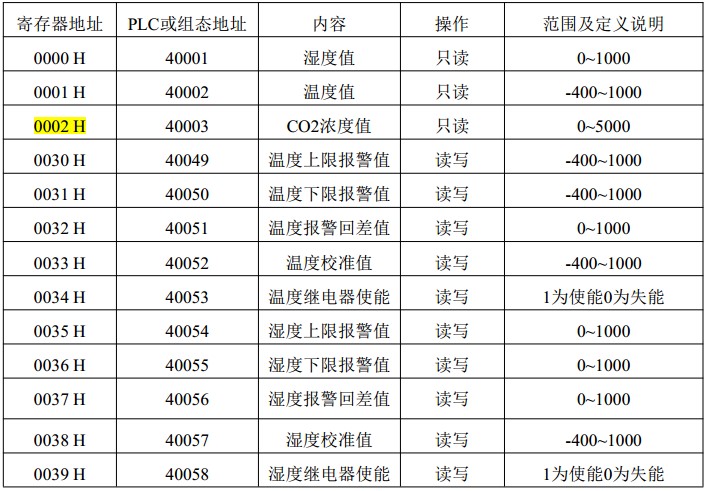 寄存器地址 PLC或组态地址 内容 操作 范围及定义说明
0000 H 40001 湿度值 只读 0~1000
0001 H 40002 温度值 只读 -400~1000
0002 H 40003 CO2浓度值 只读 0~5000
0030 H 40049 温度上限报警值 读写 -400~1000
0031 H 40050 温度下限报警值 读写 -400~1000
0032 H 40051 温度报警回差值 读写 0~1000
0033 H 40052 温度校准值 读写 -400~1000
0034 H 40053 温度继电器使能 读写 1为使能0为失能
0035 H 40054 湿度上限报警值 读写 0~1000
0036 H 40055 湿度下限报警值 读写 0~1000
0037 H 40056 湿度报警回差值 读写 0~1000
0038 H 40057 湿度校准值 读写 -400~1000
0039 H 40058 湿度继电器使能 读写 1为使能0为失能